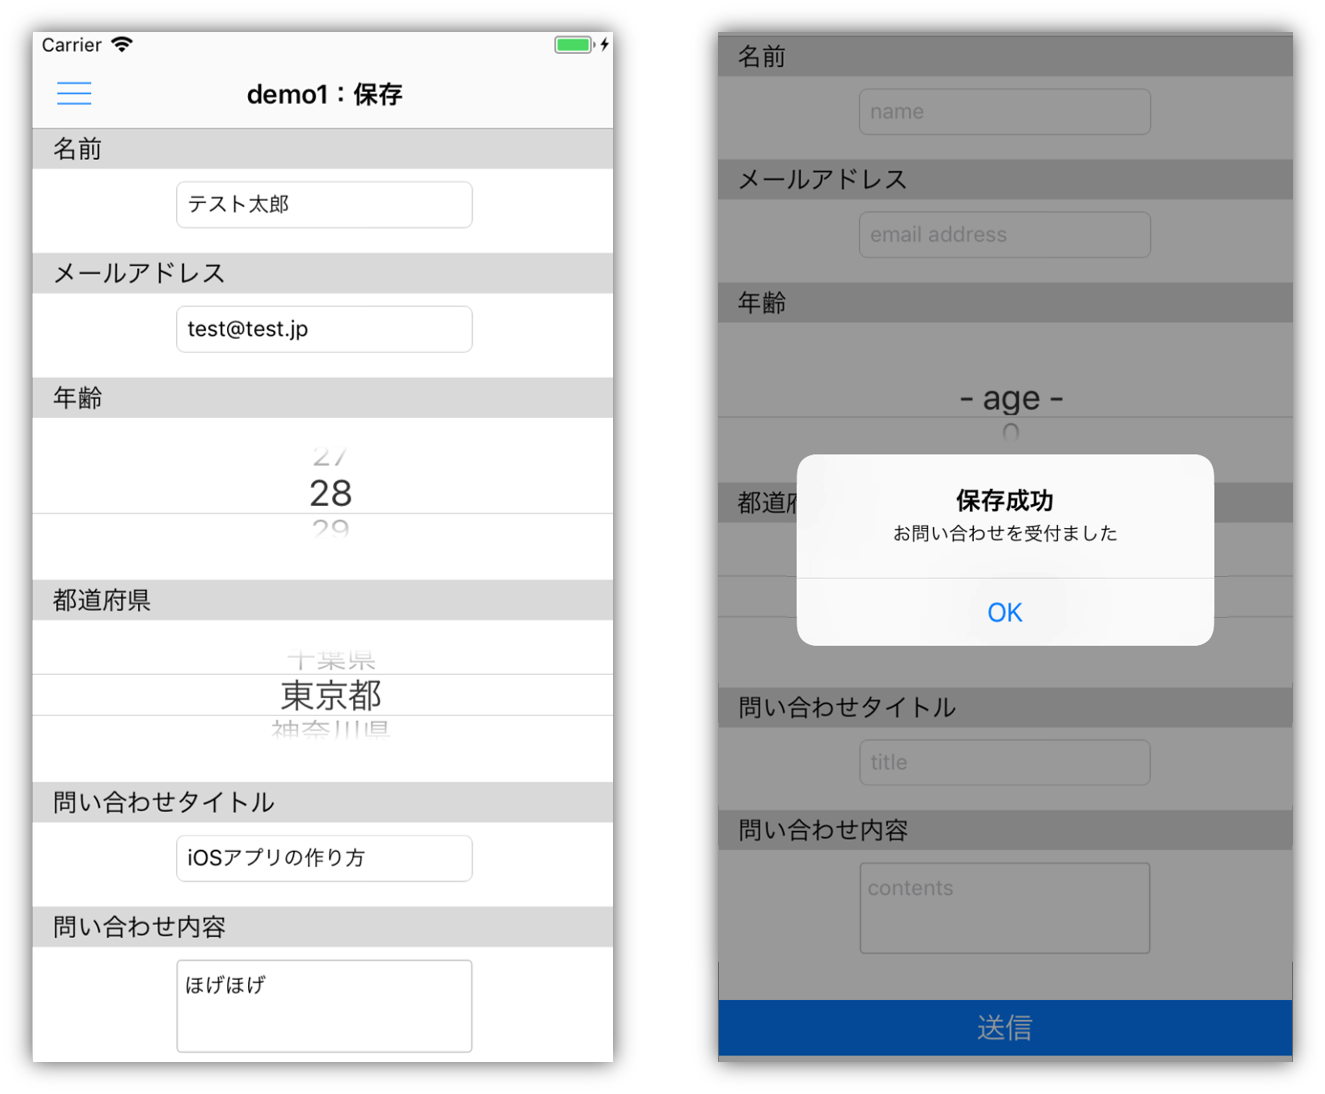 Carrier
demo1：保存
名前
テスト太郎
メールアドレス
test@test.jp
年齢
27
28
29
都道府県
千葉県
東京都
神奈川県
問い合わせタイトル
iOSアプリの作り方
問い合わせ内容
ほげほげ
名前
name
メールアドレス
email address
年齢
- age -
0
都道府
保存成功
お問い合わせを受付ました
OK
問い合わせタイトル
title
問い合わせ内容
contents
送信